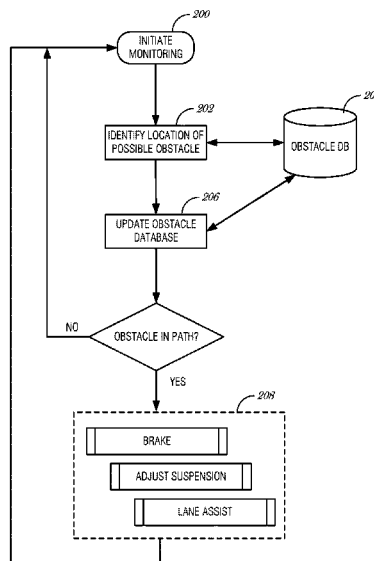 200
INITIATE
MONITORING
202
IDENTIFY LOCATION OF
POSSIBLE OBSTACLE
20
OBSTACLE DB
206
UPDATE OBSTACLE
DATABASE
NO
OBSTACLE IN PATH?
YES
208
BRAKE
ADJUST SUSPENSION
LANE ASSIST